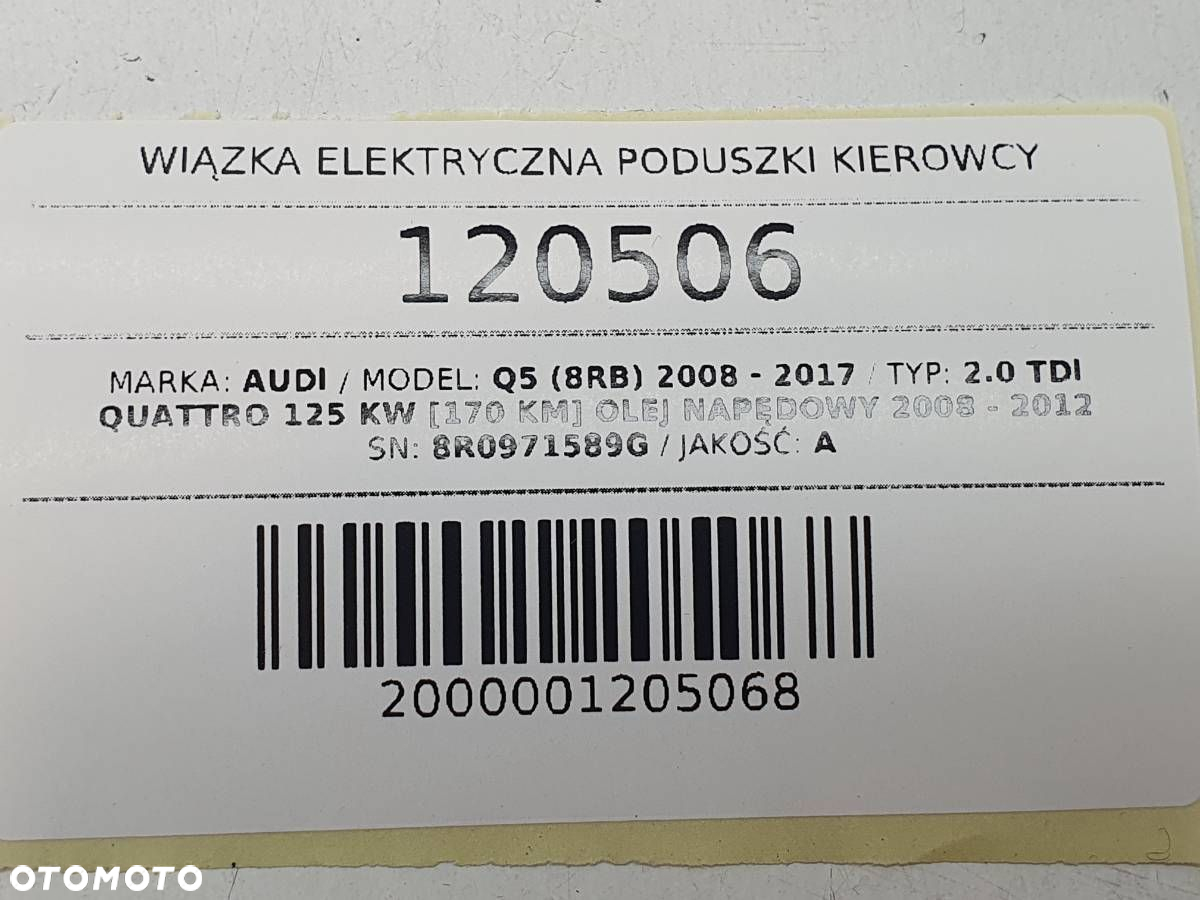 WIĄZKA ELEKTRYCZNA PODUSZKI KIEROWCY
120506
MARKA: AUDI / MODEL: Q5 (8RB) 2008 - 2017 / TYP: 2.0 TDI
QUATTRO 125 KW [170 KM] OLEJ NAPĘDOWY 2008 - 2012
SN: 8R0971589G / JAKOŚĆ: A
2000001205068
OTOMOTO